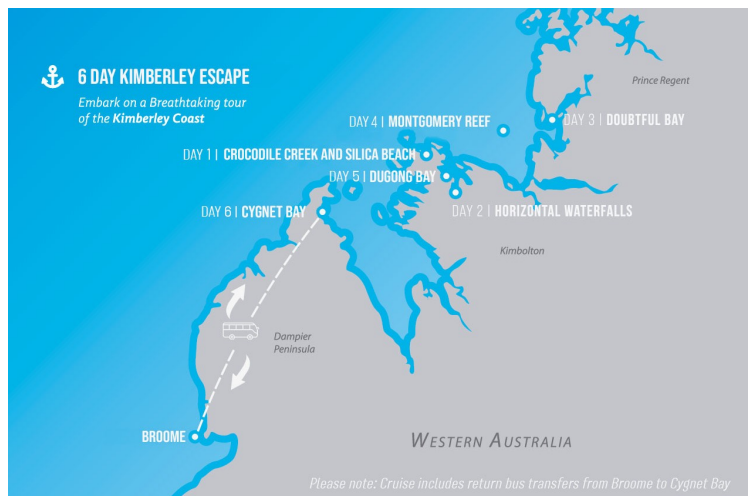 6 DAY KIMBERLEY ESCAPE
Embark on a Breathtaking tour
of the Kimberley Coast
Prince Regent
DAY 4 | MONTGOMERY REEF
DAY 3 | DOUBTFUL BAY
DAY 1 | CROCODILE CREEK AND SILICA BEACH
DAY 5 | DUGONG BAY
DAY 6 | CYGNET BAY
DAY 2 | HORIZONTAL WATERFALLS
Kimbolton
Dampier
Peninsula
BROOME
WESTERN AUSTRALIA
Please note: Cruise includes return bus transfers from Broome to Cygnet Bay